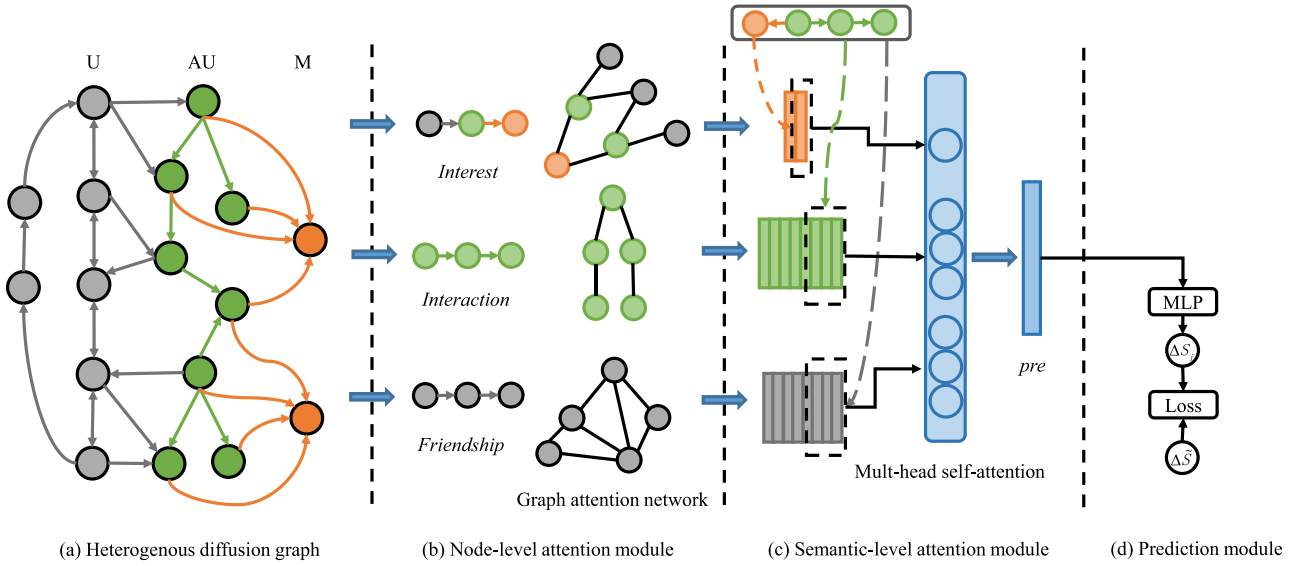 U AU M
Interest
Interaction
Friendship
Graph attention network
Mult-head self-attention
pre
MLP
ΔS_i
Loss
ΔS̃
(a) Heterogenous diffusion graph
(b) Node-level attention module
(c) Semantic-level attention module
(d) Prediction module